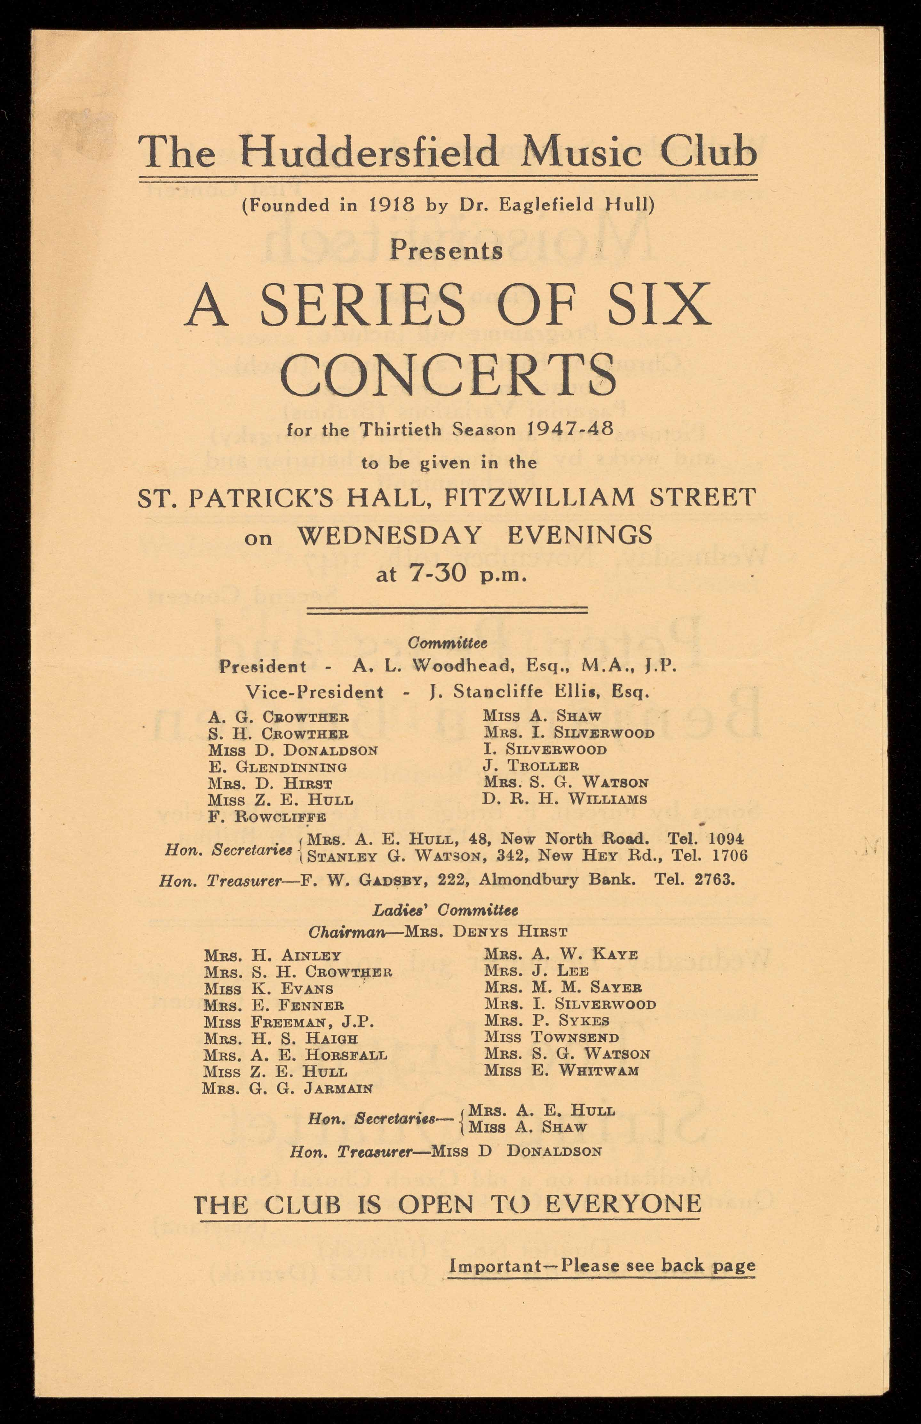 The Huddersfield Music Club
(Founded in 1918 by Dr. Eaglefield Hull)
Presents
A SERIES OF SIX
CONCERTS
for the Thirtieth Season 1947-48
to be given in the
ST. PATRICK'S HALL, FITZWILLIAM STREET
on WEDNESDAY EVENINGS
at 7-30 p.m.
Committee
President - A. L. Woodhead, Esq., M.A., J.P.
Vice-President - J. Stancliffe Ellis, Esq.
A. G. CROWTHER
S. H. CROWTHER
MISS D. DONALDSON
E. GLENDINNING
MRS. D. HIRST
MISS Z. E. HULL
F. ROWCLIFFE
MISS A. SHAW
MRS. I. SILVERWOOD
I. SILVERWOOD
J. TROLLER
MRS. S. G. WATSON
D. R. H. WILLIAMS
Hon. Secretaries { MRS. A. E. HULL, 48, New North Road. Tel. 1094
STANLEY G. WATSON, 342, New HEY Rd., Tel. 1706
Hon. Treasurer—F. W. GADSBY, 222, Almondbury Bank. Tel. 2763.
Ladies' Committee
Chairman—MRS. DENYS HIRST
MRS. H. AINLEY
MRS. S. H. CROWTHER
MISS K. EVANS
MRS. E. FENNER
MISS FREEMAN, J.P.
MRS. H. S. HAIGH
MRS. A. E. HORSFALL
MISS Z. E. HULL
MRS. G. G. JARMAIN
MRS. A. W. KAYE
MRS. J. LEE
MRS. M. M. SAYER
MRS. I. SILVERWOOD
MRS. P. SYKES
MISS TOWNSEND
MRS. S. G. WATSON
MISS E. WHITWAM
Hon. Secretaries— { MRS. A. E. HULL
MISS A. SHAW
Hon. Treasurer—MISS D DONALDSON
THE CLUB IS OPEN TO EVERYONE
Important—Please see back page